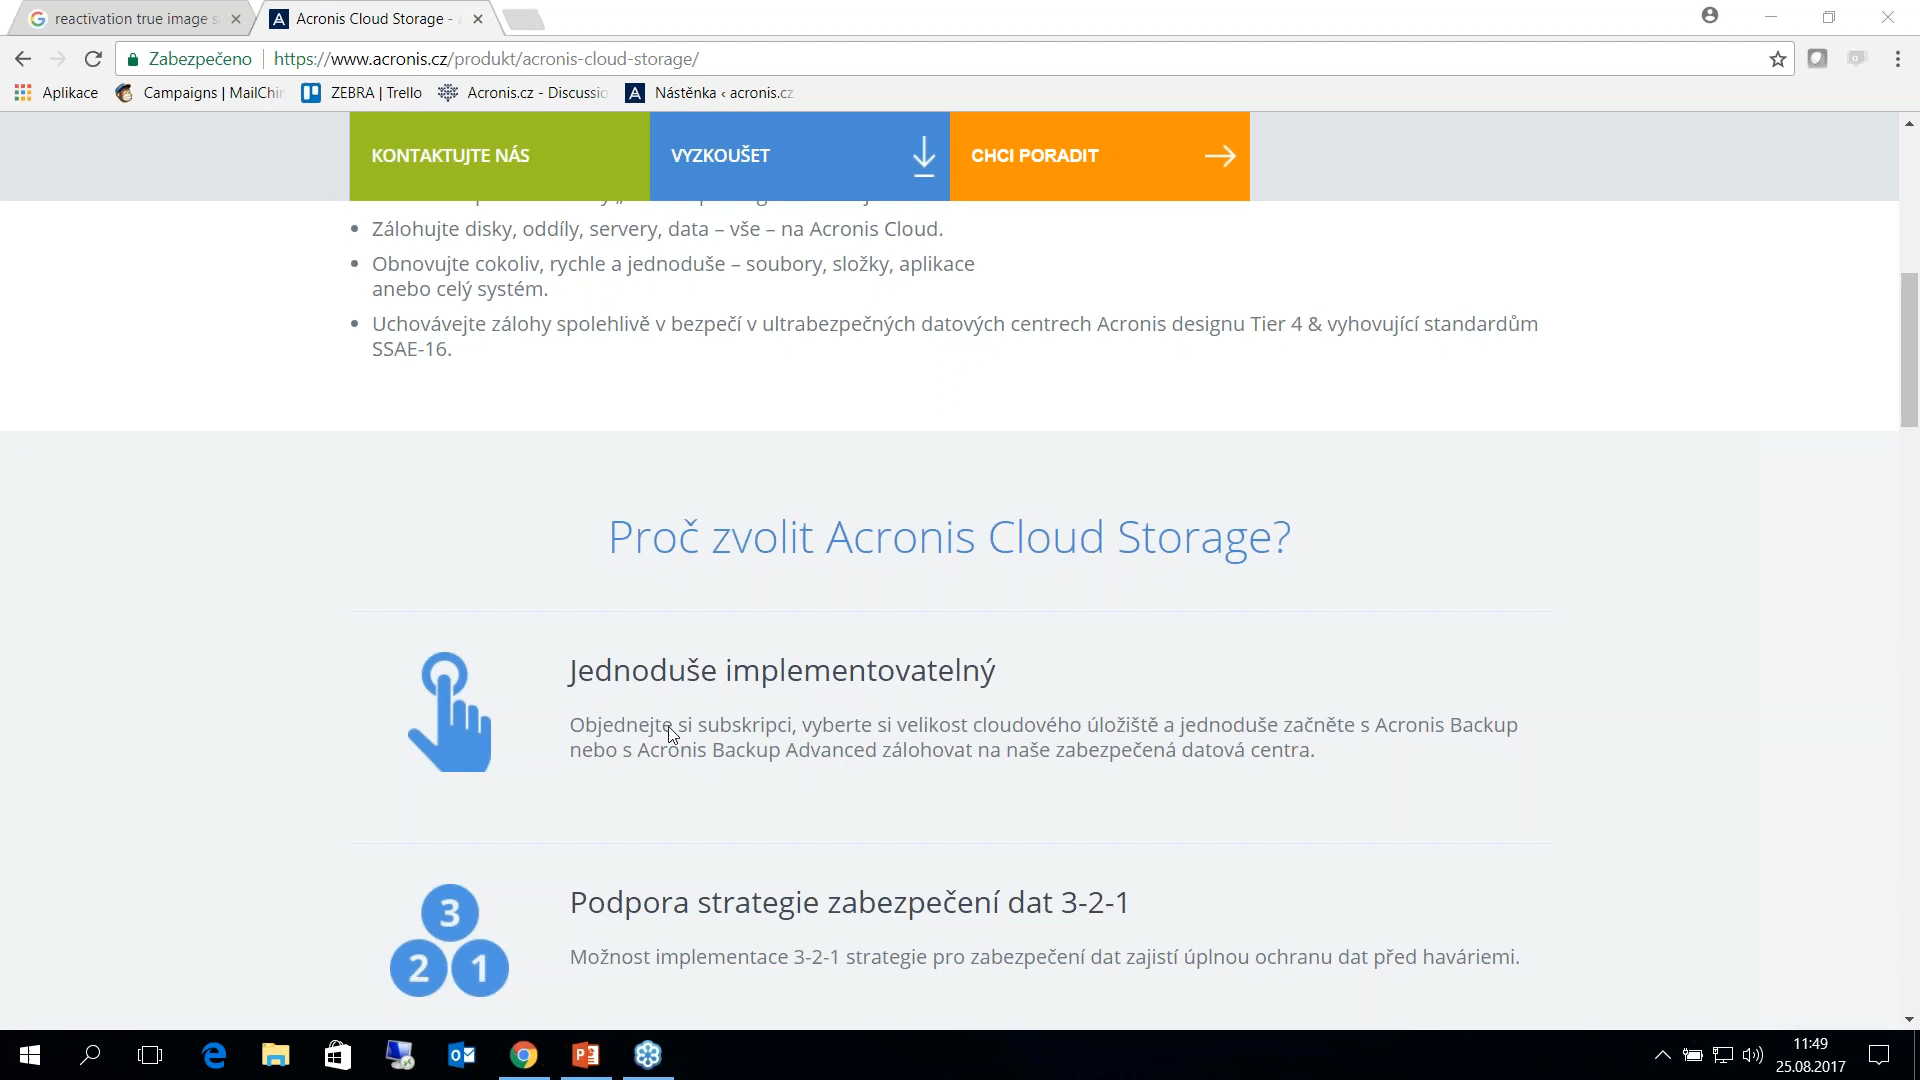 reactivation true image s
Acronis Cloud Storage - a
Zabezpečeno
https://www.acronis.cz/produkt/acronis-cloud-storage/
Aplikace
Campaigns | MailChi
ZEBRA | Trello
Acronis.cz - Discussio
Nástěnka ‹ acronis.cz
KONTAKTUJTE NÁS
VYZKOUŠET
CHCI PORADIT
Zálohujte disky, oddíly, servery, data – vše – na Acronis Cloud.
Obnovujte cokoliv, rychle a jednoduše – soubory, složky, aplikace
anebo celý systém.
Uchovávejte zálohy spolehlivě v bezpečí v ultrabezpečných datových centrech Acronis designu Tier 4 & vyhovující standardům
SSAE-16.
Proč zvolit Acronis Cloud Storage?
Jednoduše implementovatelný
Objednejte si subskripci, vyberte si velikost cloudového úložiště a jednoduše začněte s Acronis Backup
nebo s Acronis Backup Advanced zálohovat na naše zabezpečená datová centra.
3
2 1
Podpora strategie zabezpečení dat 3-2-1
Možnost implementace 3-2-1 strategie pro zabezpečení dat zajistí úplnou ochranu dat před haváriemi.
11:49
25.08.2017